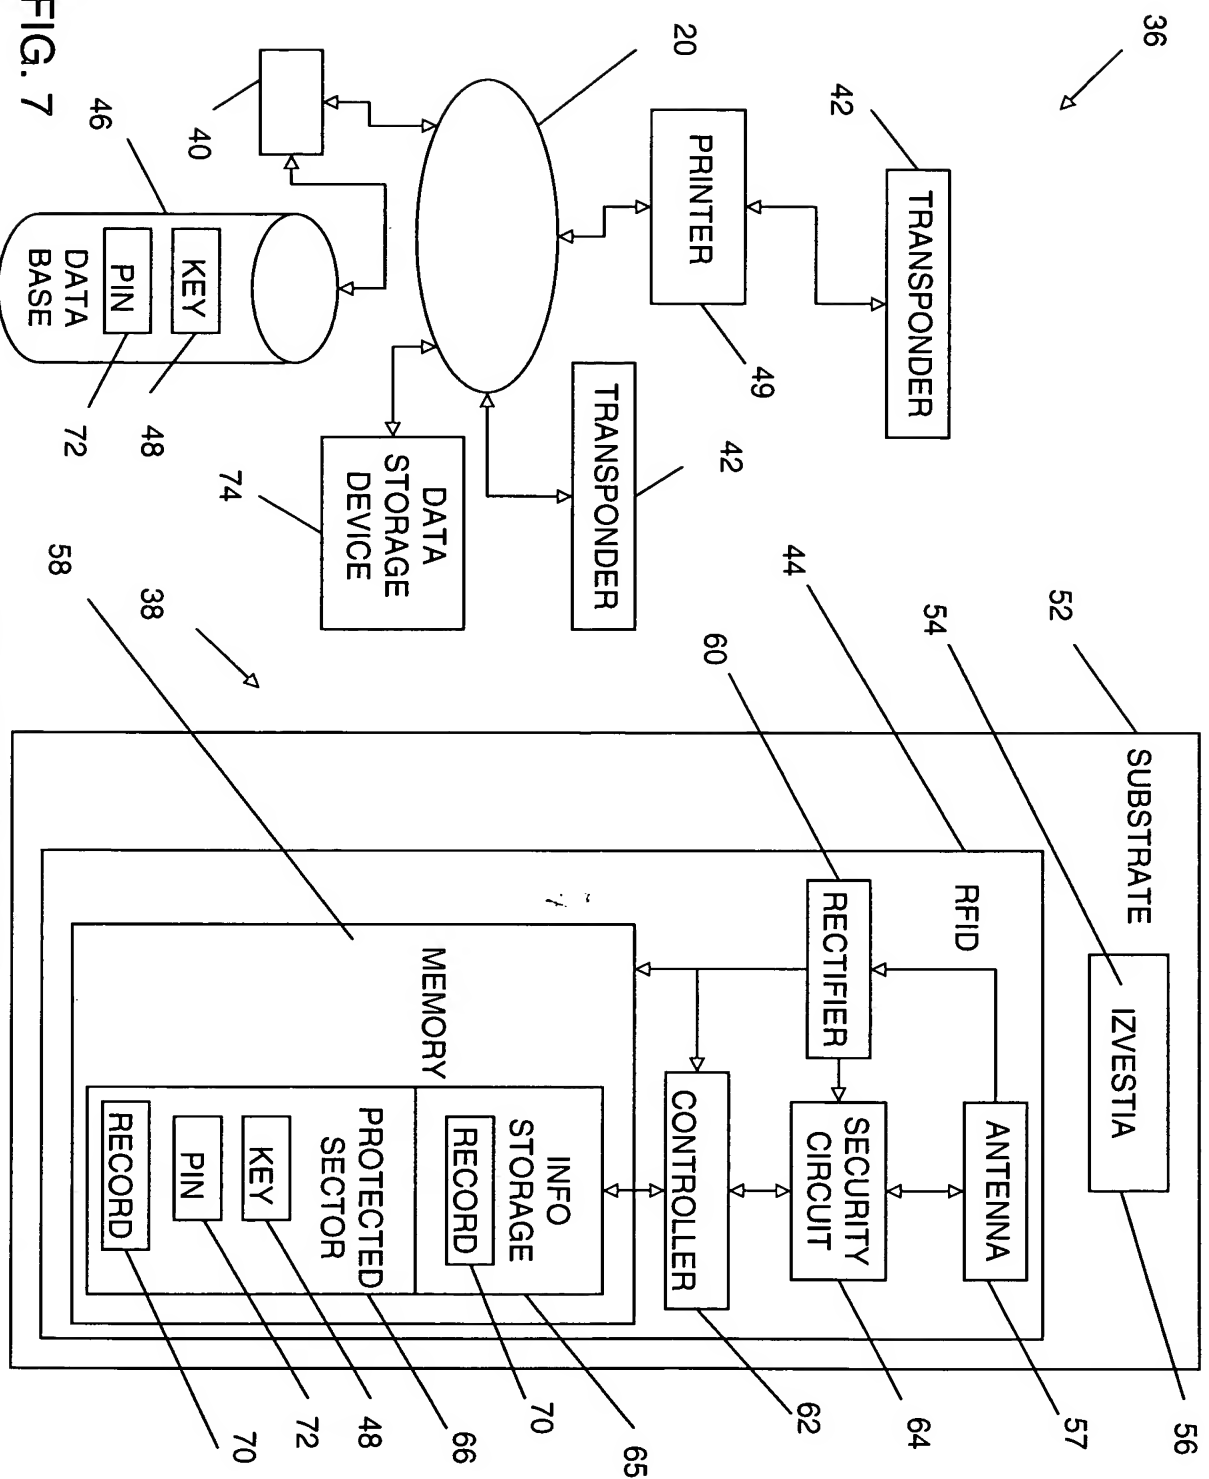 36
42
TRANSPONDER
20
PRINTER
49
40
46
KEY
PIN
DATA
BASE
48
72
42
TRANSPONDER
DATA
STORAGE
DEVICE
74
38
52
SUBSTRATE
54
IZVESTIA
56
44
RFID
60
RECTIFIER
ANTENNA
57
SECURITY
CIRCUIT
64
CONTROLLER
62
58
MEMORY
INFO
STORAGE
RECORD
65
70
PROTECTED
SECTOR
66
KEY
48
PIN
72
RECORD
70
FIG. 7